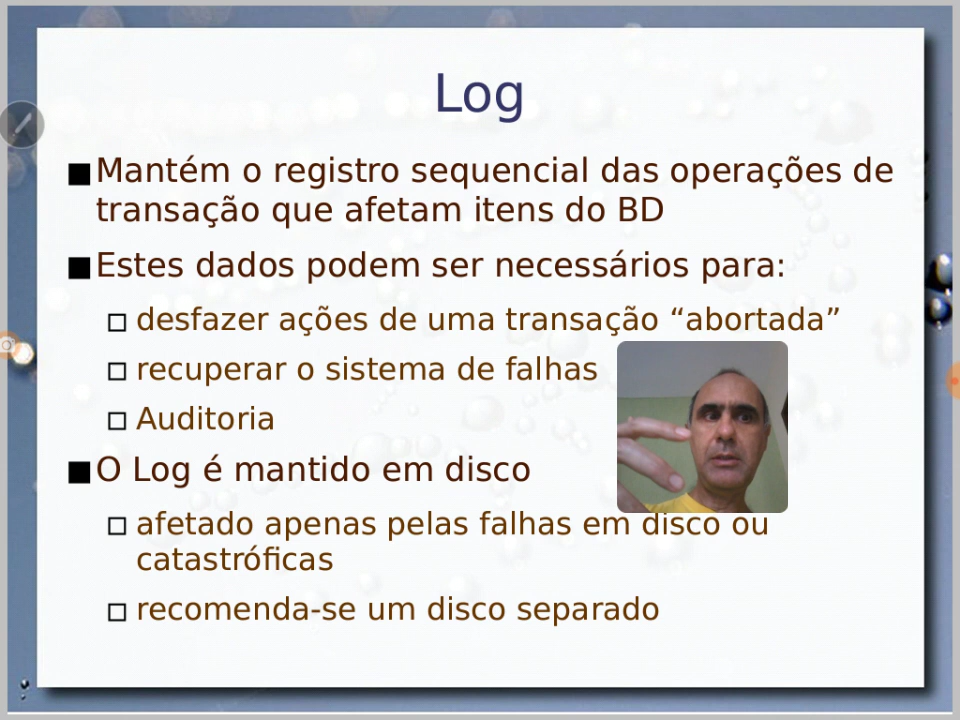 Log
Mantém o registro sequencial das operações de
transação que afetam itens do BD
Estes dados podem ser necessários para:
desfazer ações de uma transação “abortada”
recuperar o sistema de falhas
Auditoria
O Log é mantido em disco
afetado apenas pelas falhas em disco ou
catastróficas
recomenda-se um disco separado